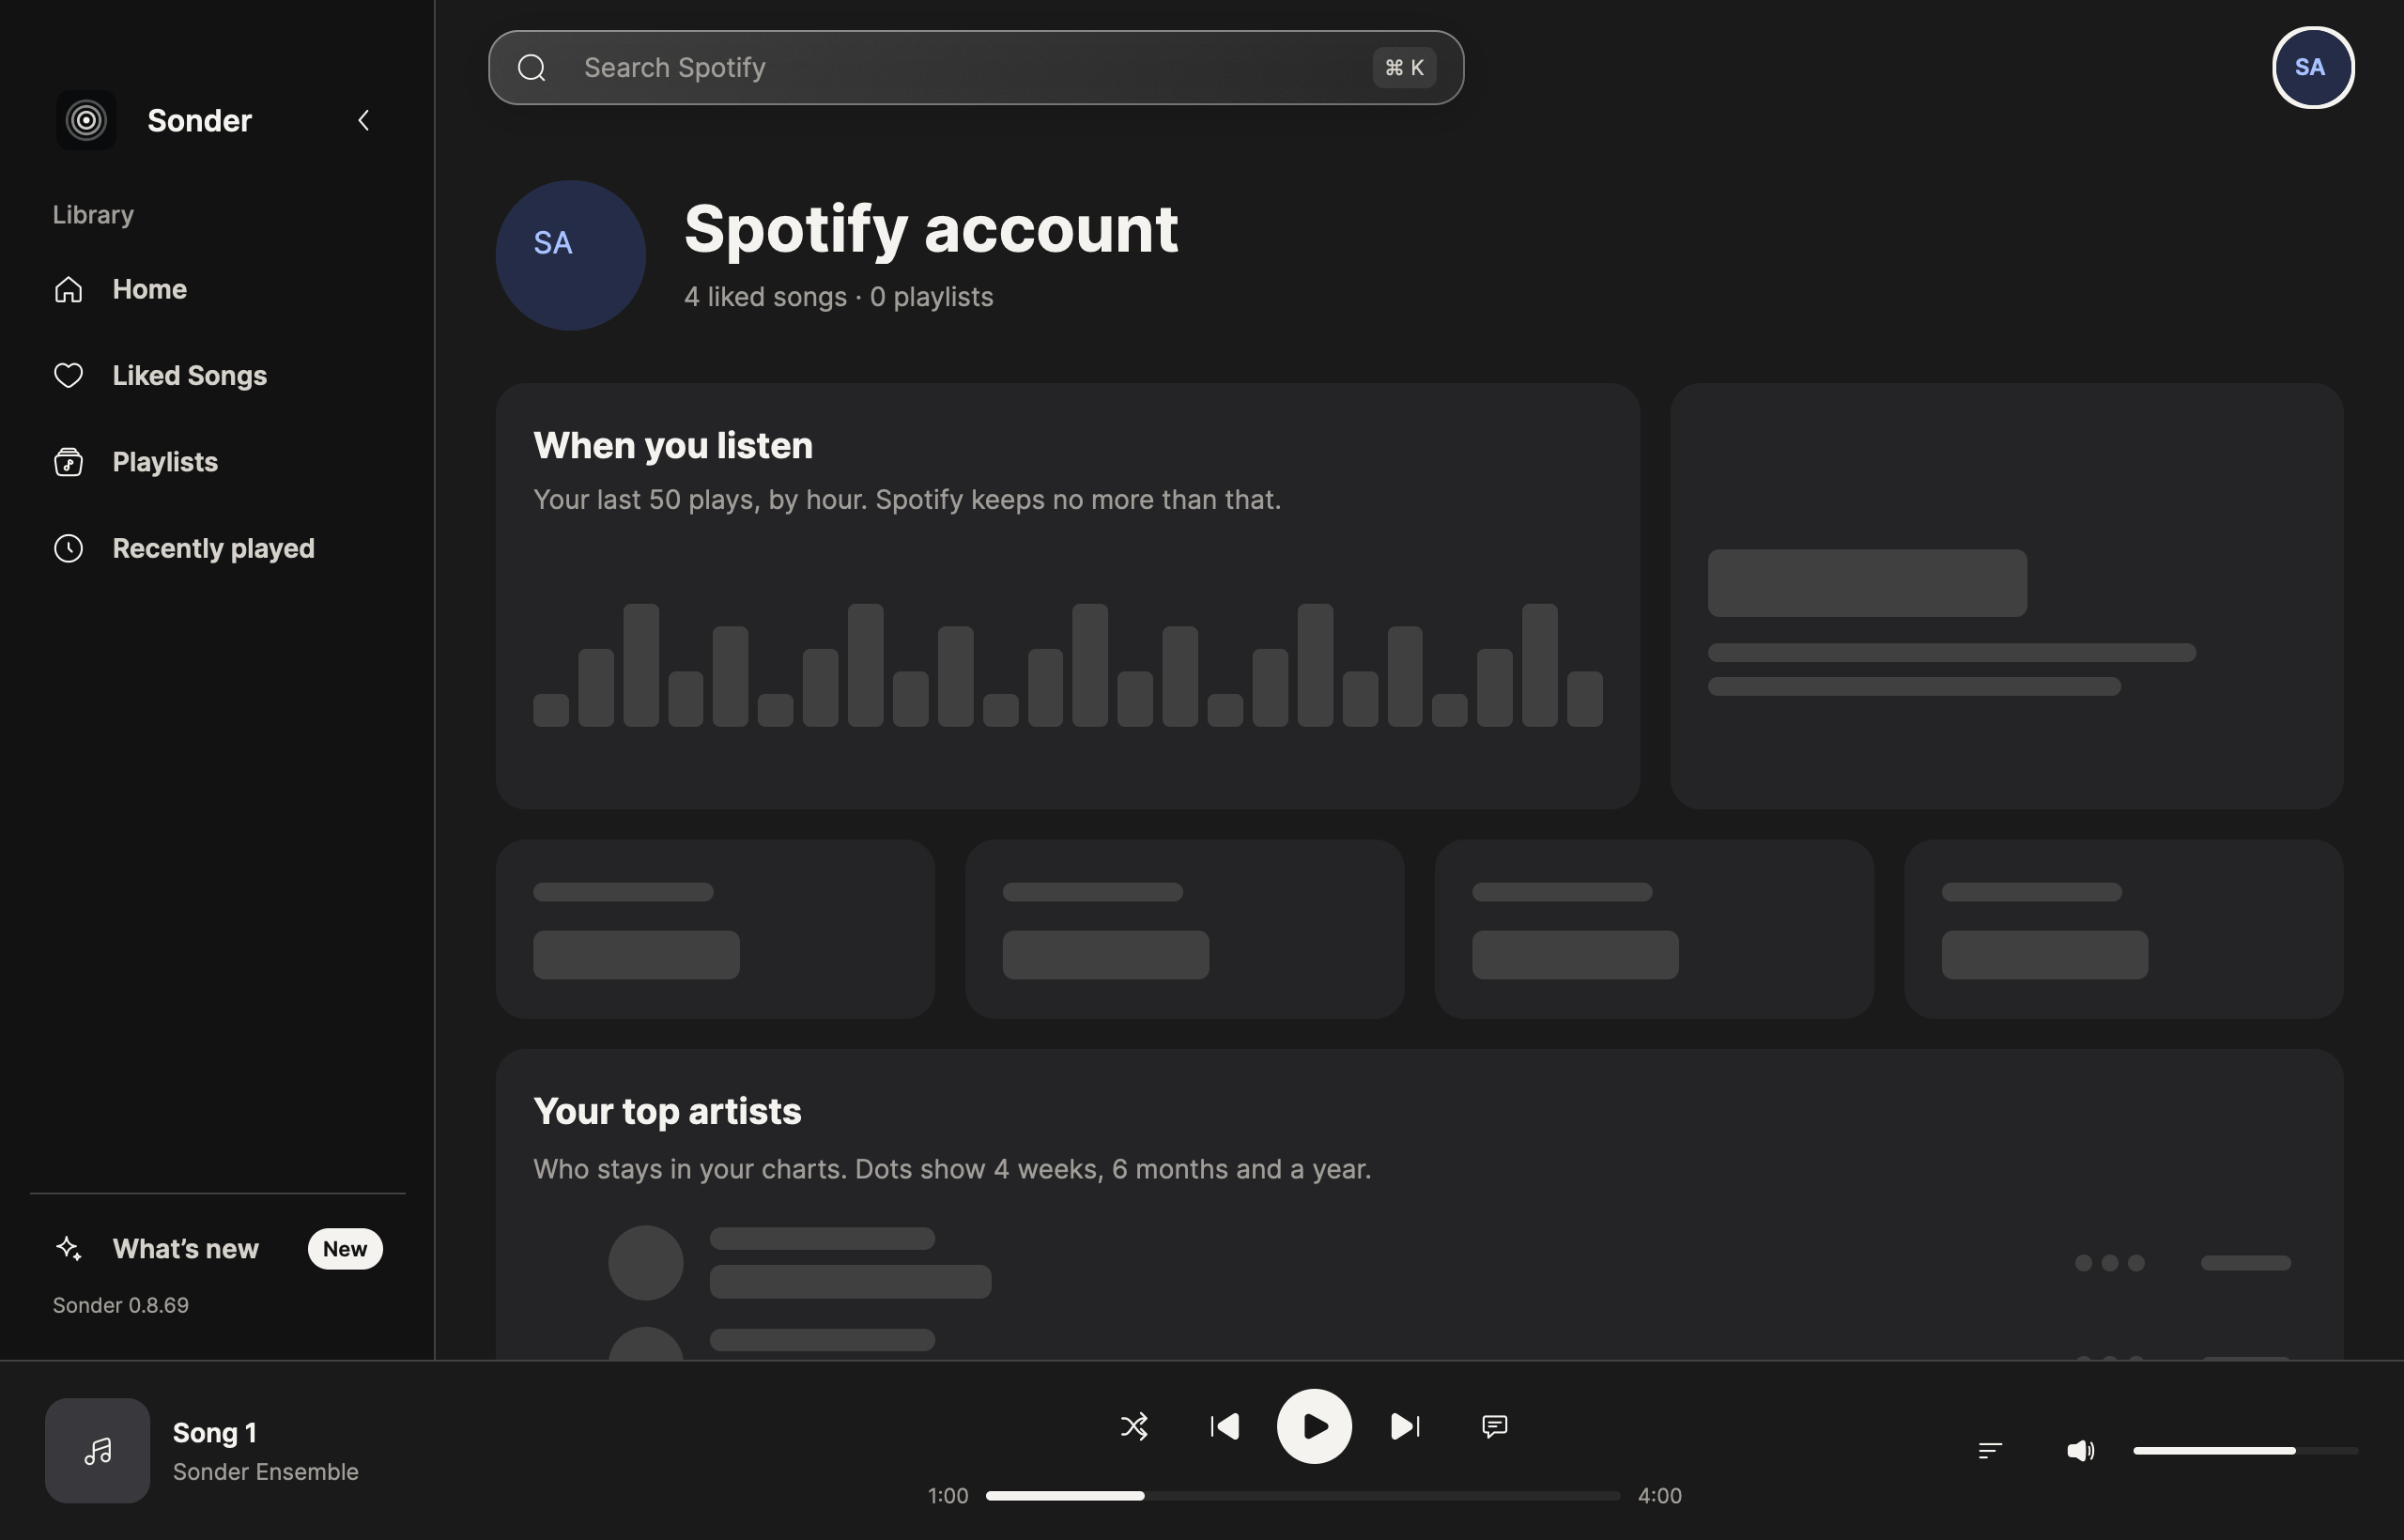 Search Spotify
⌘ K
SA
Sonder
Library
Home
Liked Songs
Playlists
Recently played
SA
Spotify account
4 liked songs · 0 playlists
When you listen
Your last 50 plays, by hour. Spotify keeps no more than that.
Your top artists
Who stays in your charts. Dots show 4 weeks, 6 months and a year.
What’s new
New
Sonder 0.8.69
Song 1
Sonder Ensemble
1:00
4:00